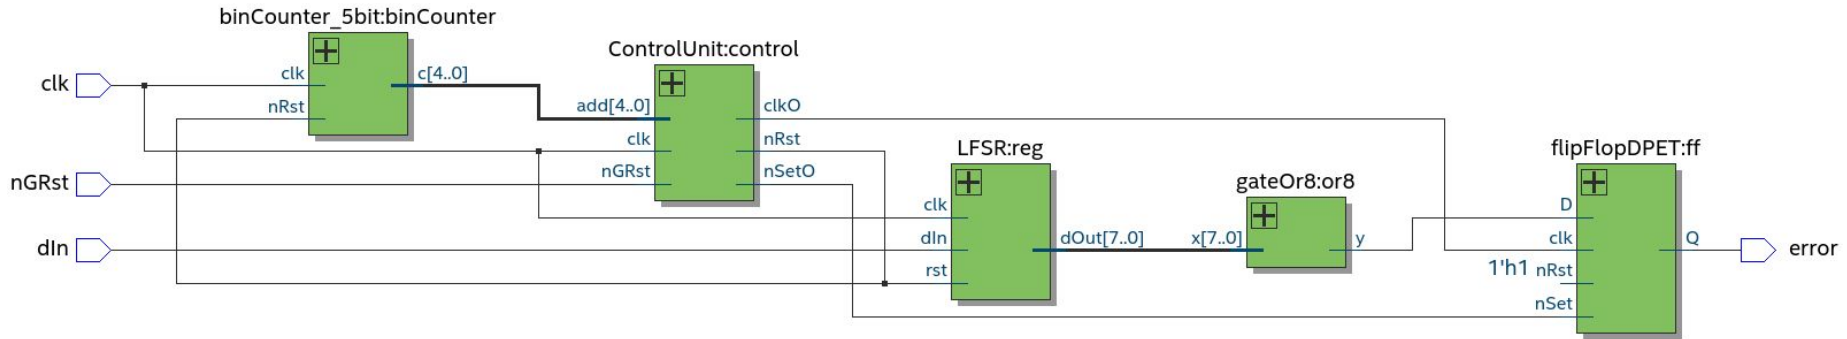 binCounter_5bit:binCounter
clk
clk
nRst
c[4..0]
ControlUnit:control
add[4..0]
clk
nGRst
clkO
nRst
nSetO
nGRst
dIn
LFSR:reg
clk
dIn
rst
dOut[7..0]
gateOr8:or8
x[7..0]
y
flipFlopDPET:ff
D
clk
1'h1 nRst
nSet
Q
error